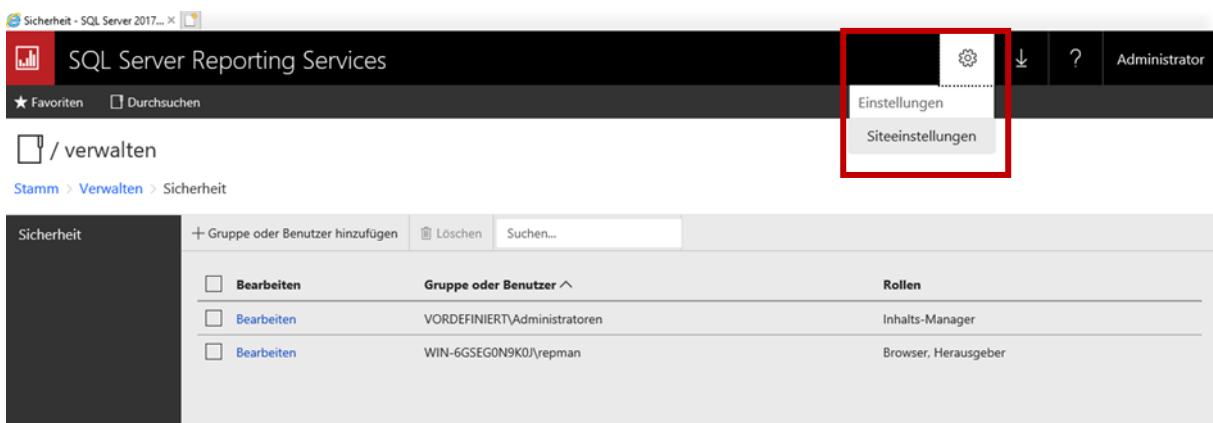 Sicherheit - SQL Server 2017...
SQL Server Reporting Services
?
Administrator
Favoriten
Durchsuchen
Einstellungen
Siteeinstellungen
/ verwalten
Stamm > Verwalten > Sicherheit
Sicherheit
+ Gruppe oder Benutzer hinzufügen
Löschen
Suchen...
Bearbeiten Gruppe oder Benutzer Rollen
Bearbeiten VORDEFINIERT\Administratoren Inhalts-Manager
Bearbeiten WIN-6GSEG0N9K0J\repman Browser, Herausgeber